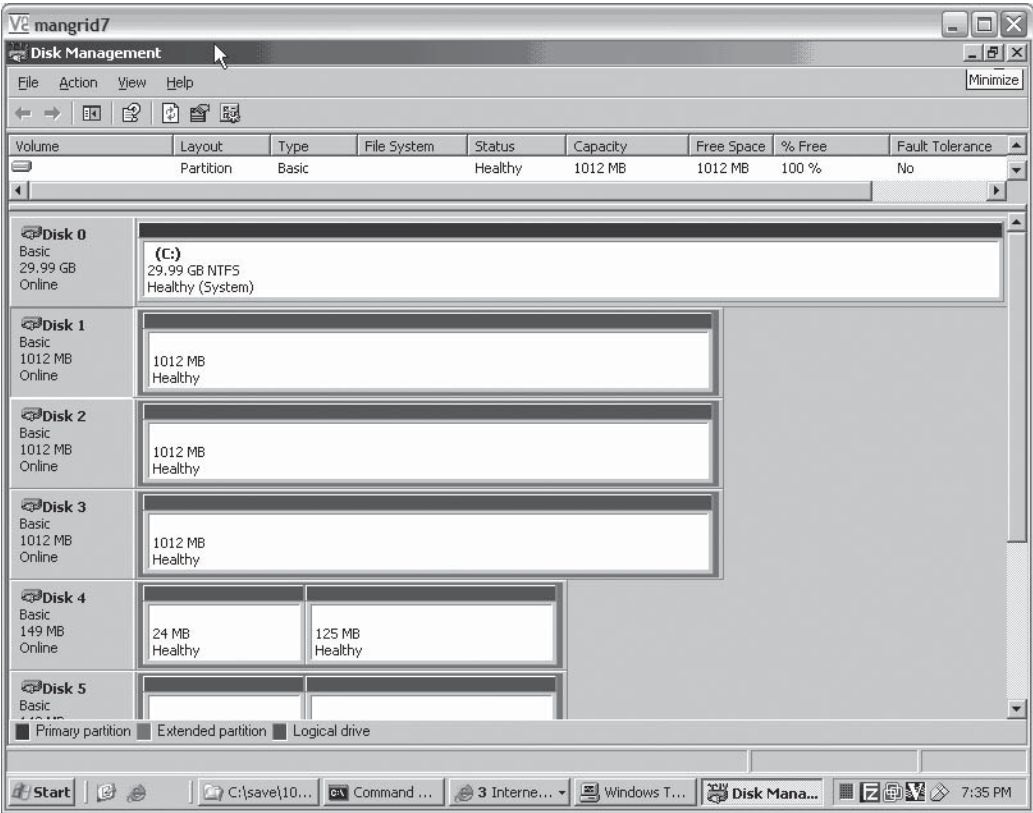 mangrid7
Disk Management
File Action View Help
Minimize
Volume Layout Type File System Status Capacity Free Space % Free Fault Tolerance
Partition Basic Healthy 1012 MB 1012 MB 100 % No
Disk 0
Basic
29.99 GB
Online
(C:)
29.99 GB NTFS
Healthy (System)
Disk 1
Basic
1012 MB
Online
1012 MB
Healthy
Disk 2
Basic
1012 MB
Online
1012 MB
Healthy
Disk 3
Basic
1012 MB
Online
1012 MB
Healthy
Disk 4
Basic
149 MB
Online
24 MB
Healthy
125 MB
Healthy
Disk 5
Basic
Primary partition Extended partition Logical drive
Start C:\save\10... Command ... 3 Interne... Windows T... Disk Mana... 7:35 PM